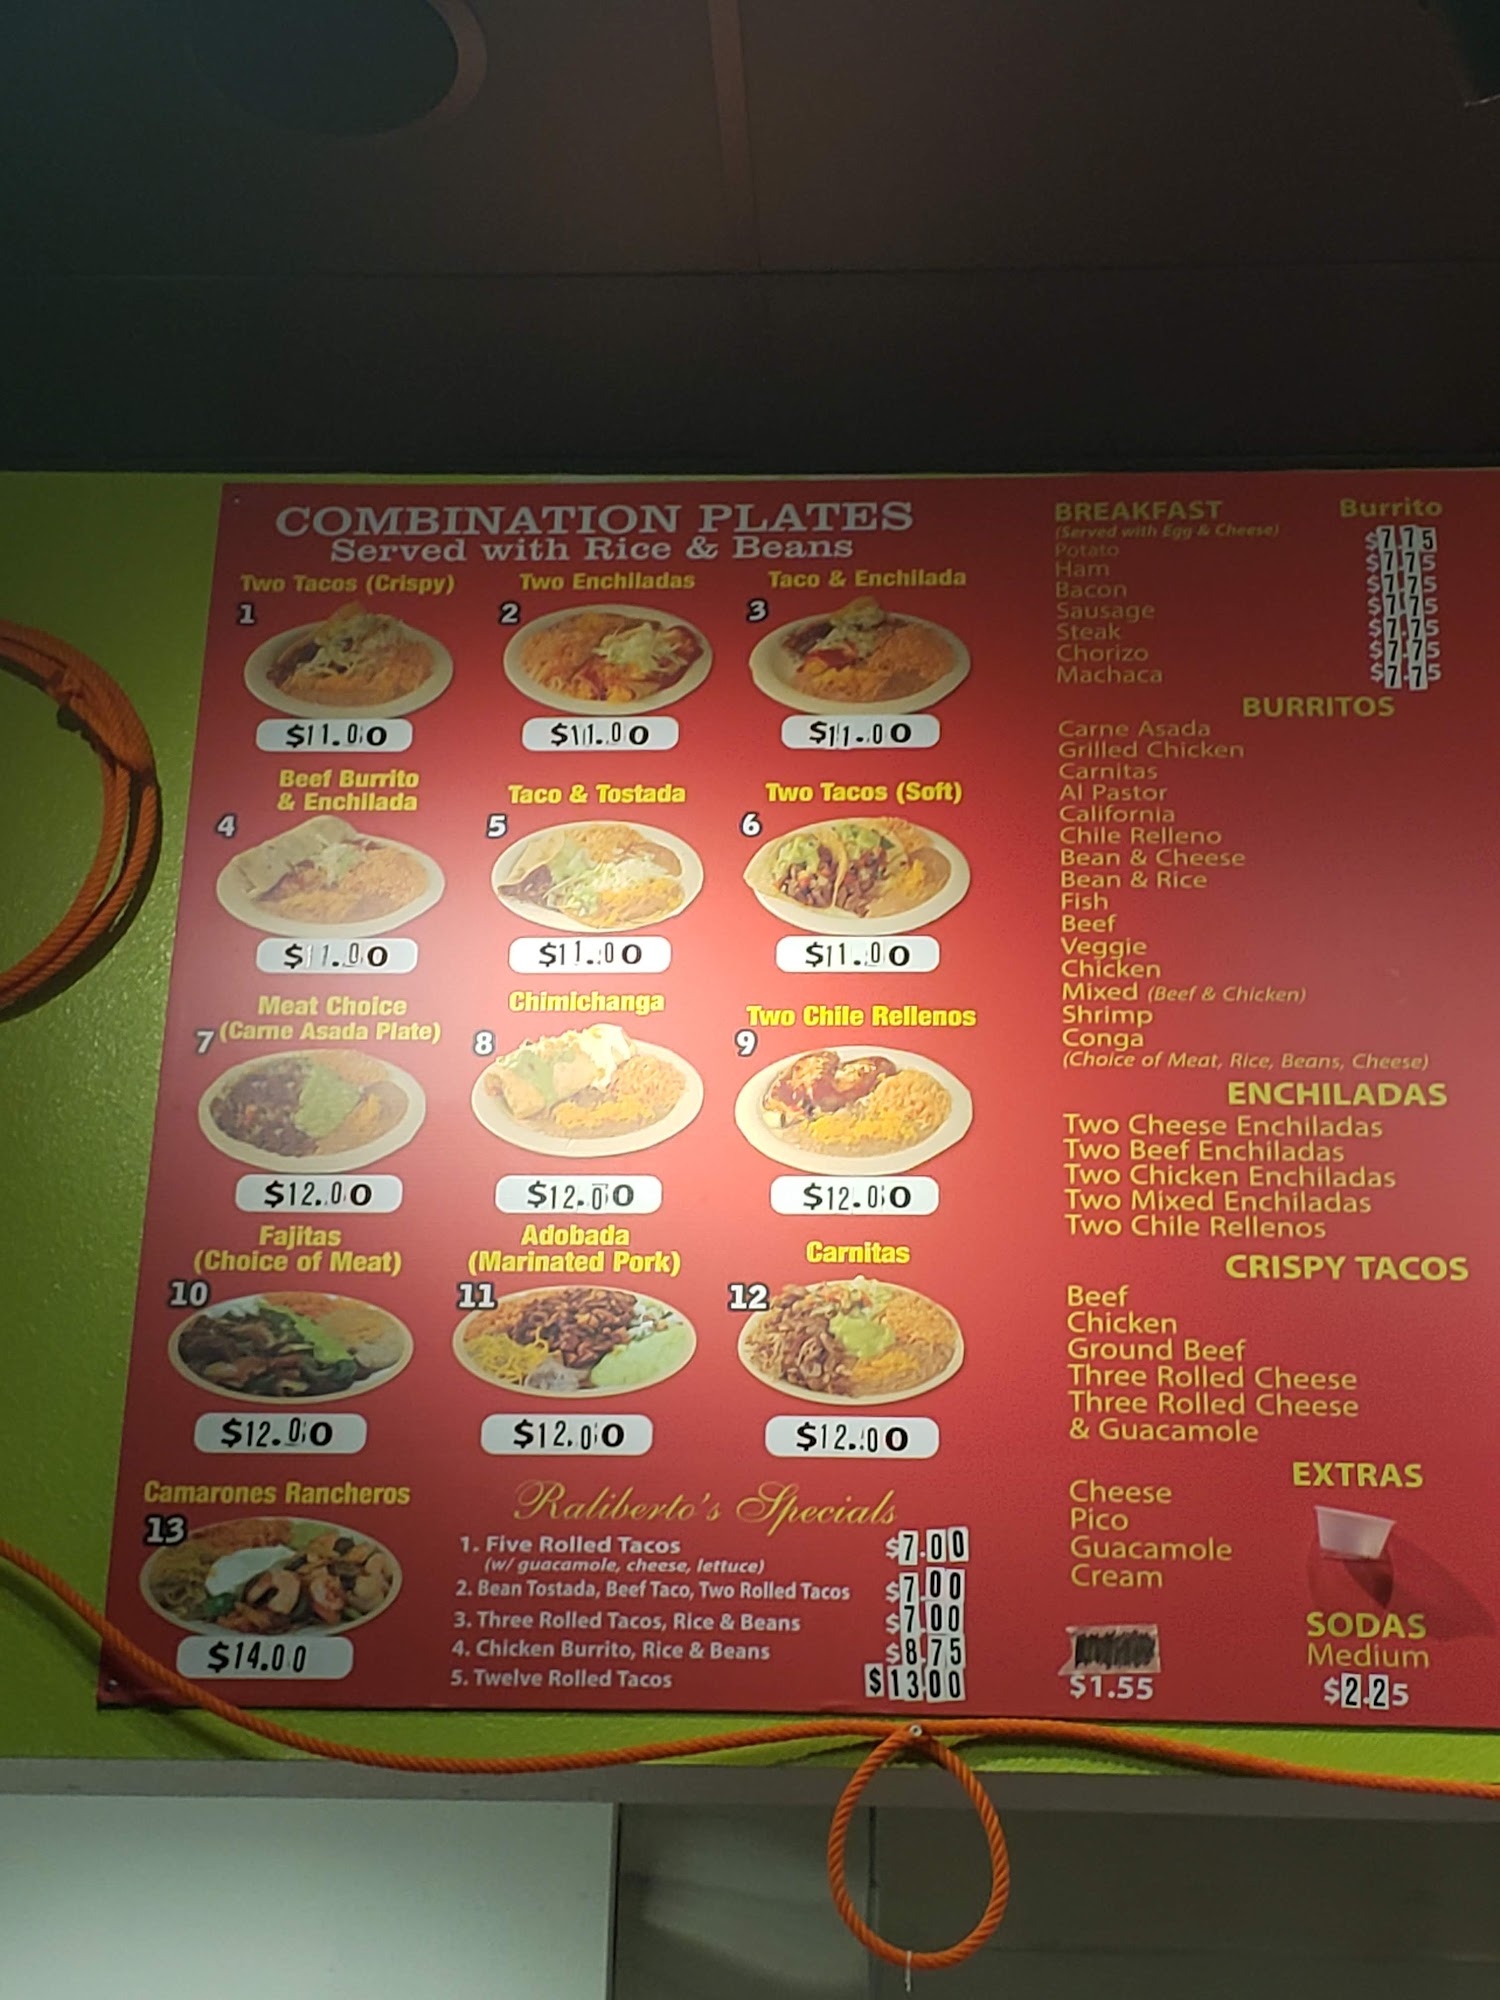 COMBINATION PLATES
Served with Rice & Beans
Two Tacos (Crispy)
1
$11.00
Two Enchiladas
2
$11.00
Taco & Enchilada
3
$11.00
Beef Burrito
& Enchilada
4
$11.00
Taco & Tostada
5
$11.00
Two Tacos (Soft)
6
$11.00
Meat Choice
(Carne Asada Plate)
7
$12.00
Chimichanga
8
$12.00
Two Chile Rellenos
9
$12.00
Fajitas
(Choice of Meat)
10
$12.00
Adobada
(Marinated Pork)
11
$12.00
Carnitas
12
$12.00
Camarones Rancheros
13
$14.00
Raliberto's Specials
1. Five Rolled Tacos $7.00
(w/ guacamole, cheese, lettuce)
2. Bean Tostada, Beef Taco, Two Rolled Tacos $7.00
3. Three Rolled Tacos, Rice & Beans $7.00
4. Chicken Burrito, Rice & Beans $8.75
5. Twelve Rolled Tacos $13.00
BREAKFAST Burrito
(Served with Egg & Cheese)
Potato $7.75
Ham $7.75
Bacon $7.75
Sausage $7.75
Steak $7.75
Chorizo $7.75
Machaca $7.75
BURRITOS
Carne Asada
Grilled Chicken
Carnitas
Al Pastor
California
Chile Relleno
Bean & Cheese
Bean & Rice
Fish
Beef
Veggie
Chicken
Mixed (Beef & Chicken)
Shrimp
Conga
(Choice of Meat, Rice, Beans, Cheese)
ENCHILADAS
Two Cheese Enchiladas
Two Beef Enchiladas
Two Chicken Enchiladas
Two Mixed Enchiladas
Two Chile Rellenos
CRISPY TACOS
Beef
Chicken
Ground Beef
Three Rolled Cheese
Three Rolled Cheese
& Guacamole
EXTRAS
Cheese
Pico
Guacamole
Cream
$1.55
SODAS
Medium
$2.25